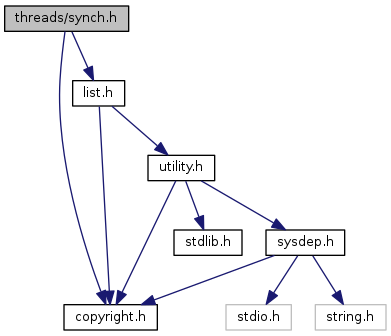 threads/synch.h
list.h
utility.h
stdlib.h
sysdep.h
copyright.h
stdio.h
string.h